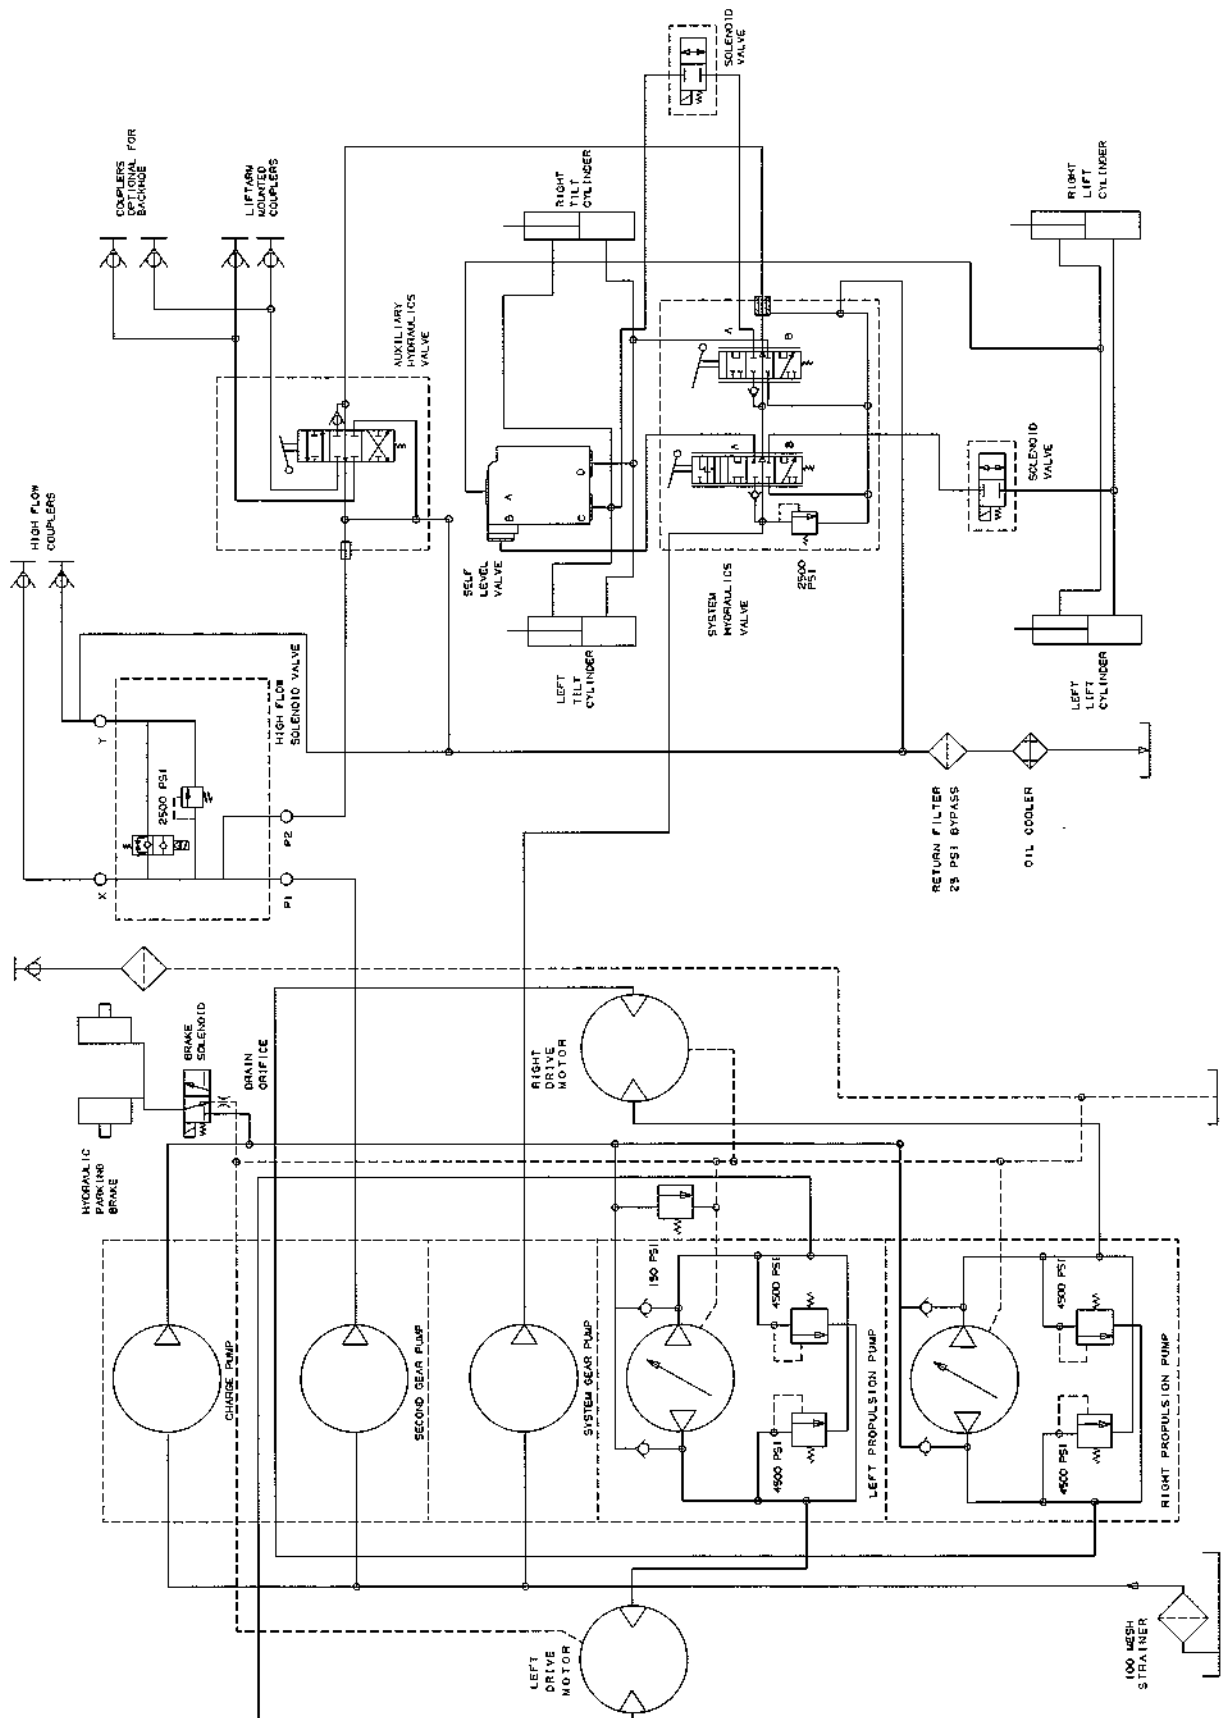 COUPLERS
OPTIONAL FOR
BACKHOE
LIFTARM
MOUNTED
COUPLERS
HIGH FLOW
COUPLERS
AUXILIARY
HYDRAULICS
VALVE
SOLENOID
VALVE
RIGHT
TILT
CYLINDER
RIGHT
LIFT
CYLINDER
SELF
LEVEL
VALVE
B
A
C
D
A
B
A
B
SYSTEM
HYDRAULICS
VALVE
2500
PSI
SOLENOID
VALVE
LEFT
TILT
CYLINDER
LEFT
LIFT
CYLINDER
HIGH FLOW
SOLENOID VALVE
2500 PSI
Y
X
P2
P1
RETURN FILTER
25 PSI BYPASS
OIL COOLER
HYDRAULIC
PARKING
BRAKE
BRAKE
SOLENOID
DRAIN
ORIFICE
RIGHT
DRIVE
MOTOR
CHARGE PUMP
SECOND GEAR PUMP
SYSTEM GEAR PUMP
150 PSI
4500 PSI
4500 PSI
LEFT PROPULSION PUMP
4500 PSI
4500 PSI
RIGHT PROPULSION PUMP
LEFT
DRIVE
MOTOR
100 MESH
STRAINER